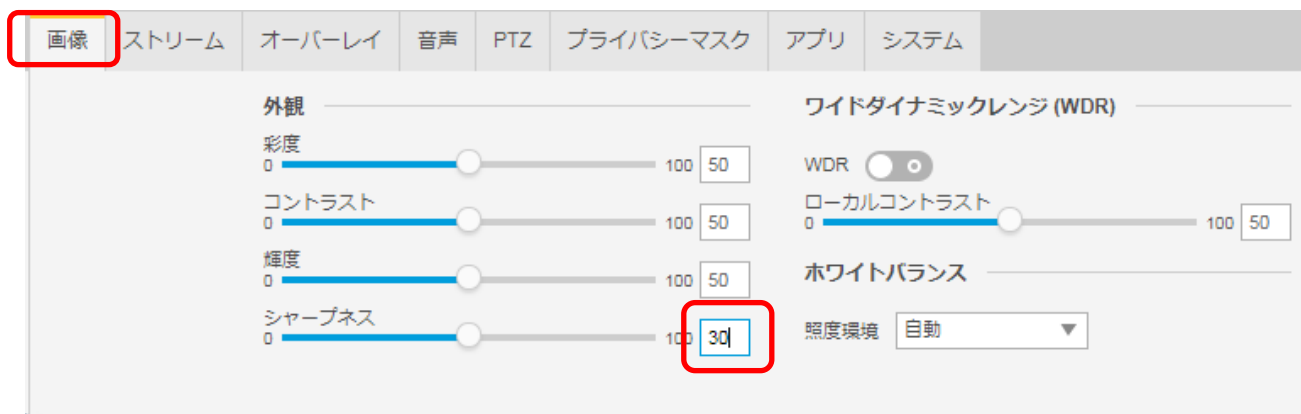 画像 ストリーム オーバーレイ 音声 PTZ プライバシーマスク アプリ システム
外観
彩度
0 100 50
コントラスト
0 100 50
輝度
0 100 50
シャープネス
0 100 30
ワイドダイナミックレンジ (WDR)
WDR
ローカルコントラスト
0 100 50
ホワイトバランス
照度環境 自動